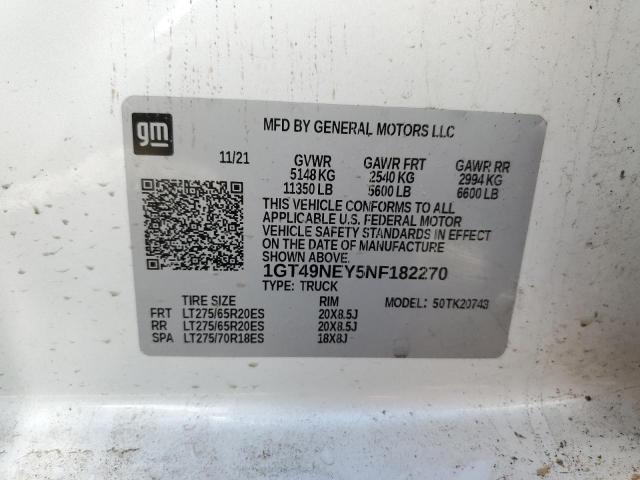 gm
MFD BY GENERAL MOTORS LLC
11/21 GVWR GAWR FRT GAWR RR
5148 KG 2540 KG 2994 KG
11350 LB 5600 LB 6600 LB
THIS VEHICLE CONFORMS TO ALL
APPLICABLE U.S. FEDERAL MOTOR
VEHICLE SAFETY STANDARDS IN EFFECT
ON THE DATE OF MANUFACTURE
SHOWN ABOVE.
1GT49NEY5NF182270
TYPE: TRUCK
TIRE SIZE RIM MODEL: 50TK20743
FRT LT275/65R20ES 20X8.5J
RR LT275/65R20ES 20X8.5J
SPA LT275/70R18ES 18X8J